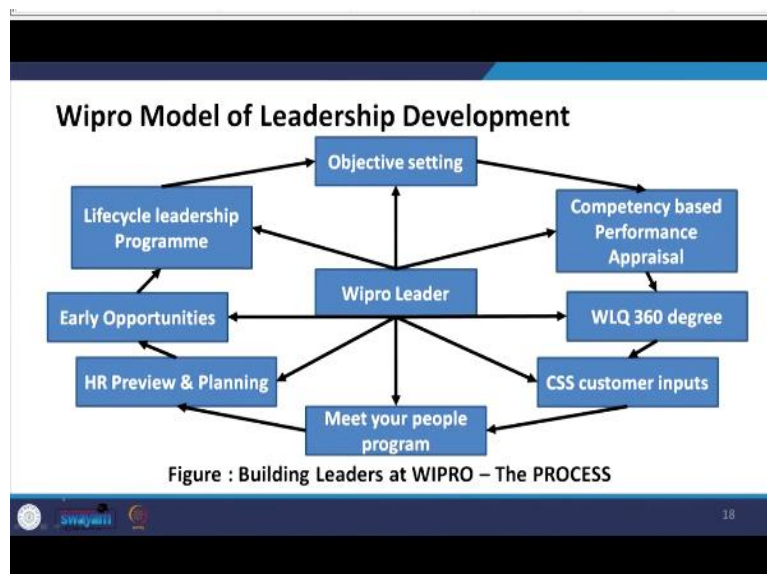 Wipro Model of Leadership Development
Objective setting
Lifecycle leadership
Programme
Competency based
Performance
Appraisal
Wipro Leader
Early Opportunities
WLQ 360 degree
HR Preview & Planning
CSS customer inputs
Meet your people
program
Figure : Building Leaders at WIPRO – The PROCESS
swayam
18